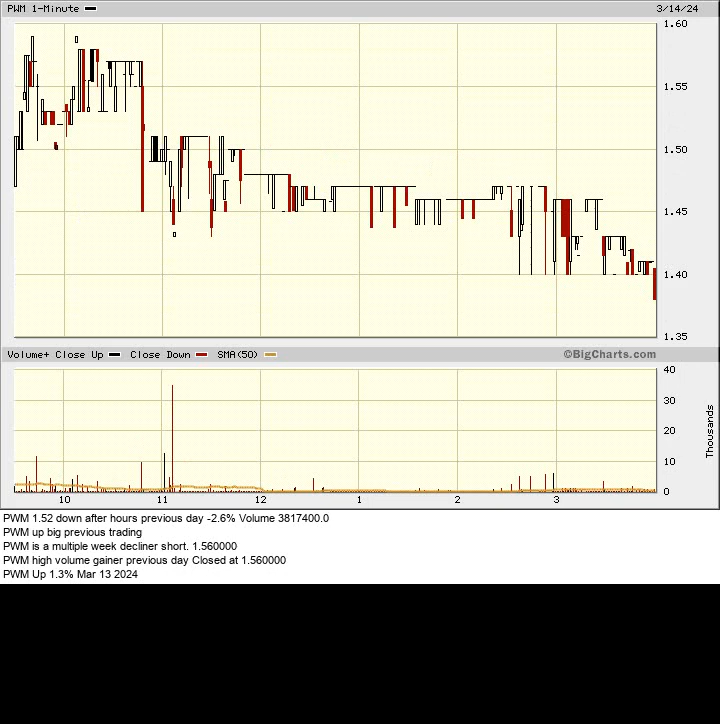 PWM 1-Minute 3/14/24
1.60
1.55
1.50
1.45
1.40
1.35
Volume+ Close Up Close Down SMA(50) ©BigCharts.com
40
30
20
10
0
Thousands
10 11 12 1 2 3
PWM 1.52 down after hours previous day -2.6% Volume 3817400.0
PWM up big previous trading
PWM is a multiple week decliner short. 1.560000
PWM high volume gainer previous day Closed at 1.560000
PWM Up 1.3% Mar 13 2024